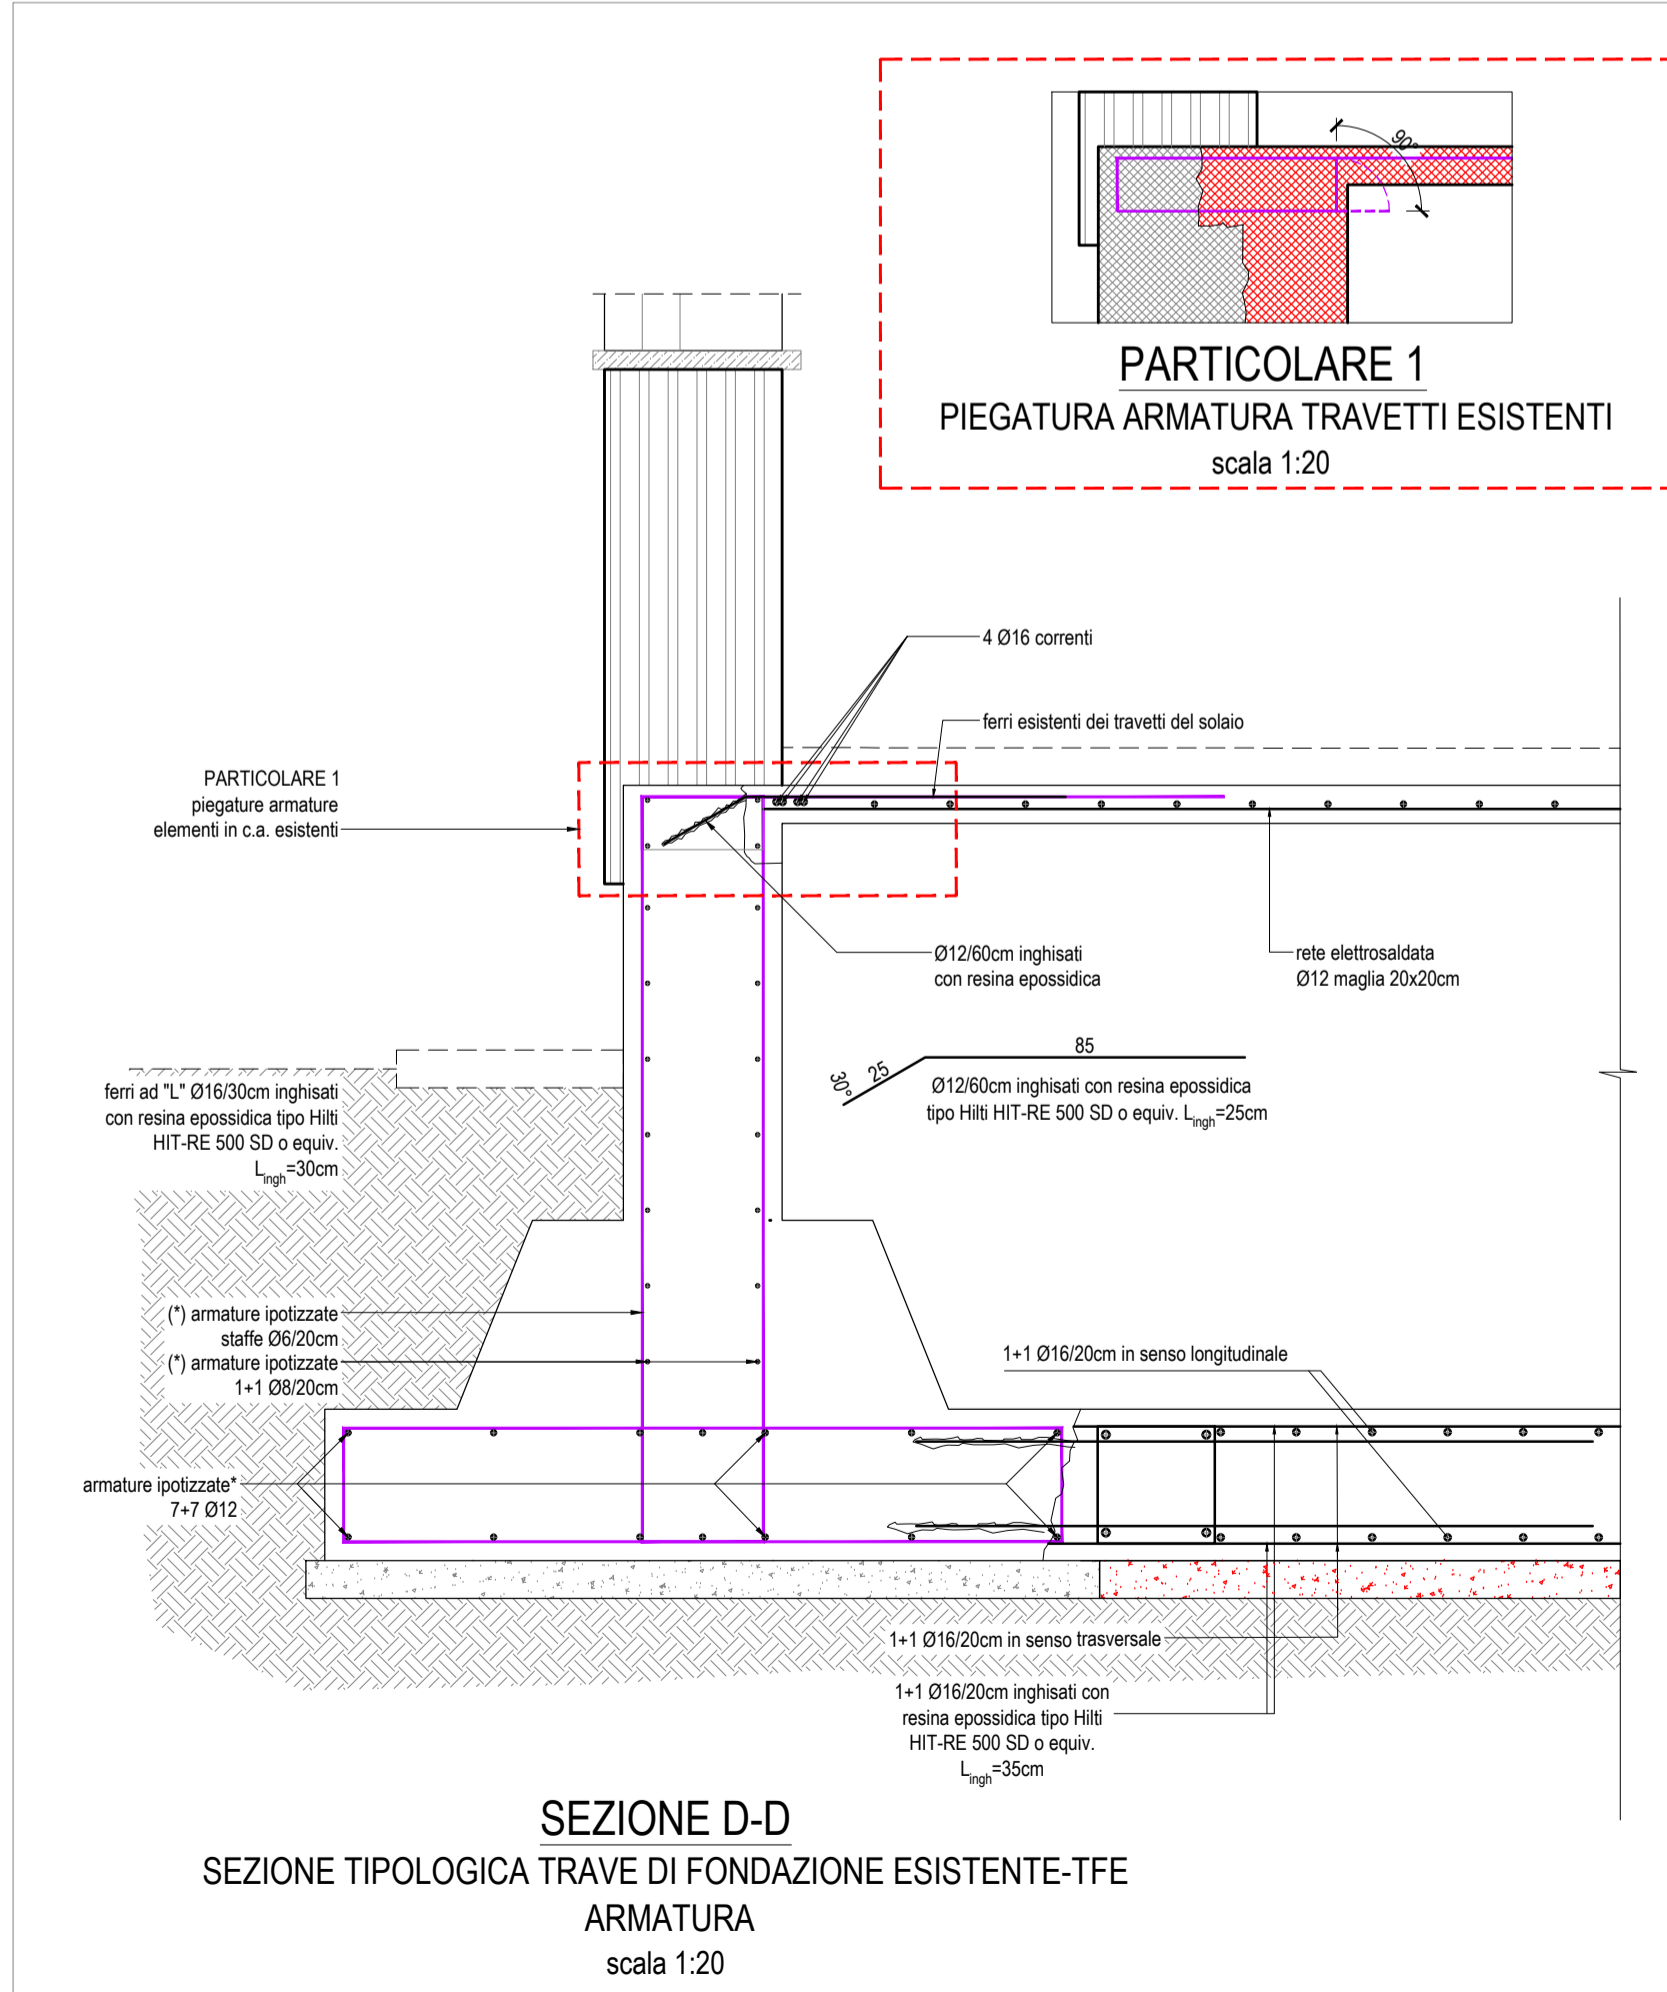 90°
PARTICOLARE 1
PIEGATURA ARMATURA TRAVETTI ESISTENTI
scala 1:20
4 Ø16 correnti
ferri esistenti dei travetti del solaio
PARTICOLARE 1
piegature armature
elementi in c.a. esistenti
Ø12/60cm inghisati
con resina epossidica
rete elettrosaldata
Ø12 maglia 20x20cm
30°
25
85
Ø12/60cm inghisati con resina epossidica
tipo Hilti HIT-RE 500 SD o equiv. Lingh=25cm
ferri ad "L" Ø16/30cm inghisati
con resina epossidica tipo Hilti
HIT-RE 500 SD o equiv.
Lingh=30cm
(*) armature ipotizzate
staffe Ø6/20cm
(*) armature ipotizzate
1+1 Ø8/20cm
1+1 Ø16/20cm in senso longitudinale
armature ipotizzate*
7+7 Ø12
1+1 Ø16/20cm in senso trasversale
1+1 Ø16/20cm inghisati con
resina epossidica tipo Hilti
HIT-RE 500 SD o equiv.
Lingh=35cm
SEZIONE D-D
SEZIONE TIPOLOGICA TRAVE DI FONDAZIONE ESISTENTE-TFE
ARMATURA
scala 1:20